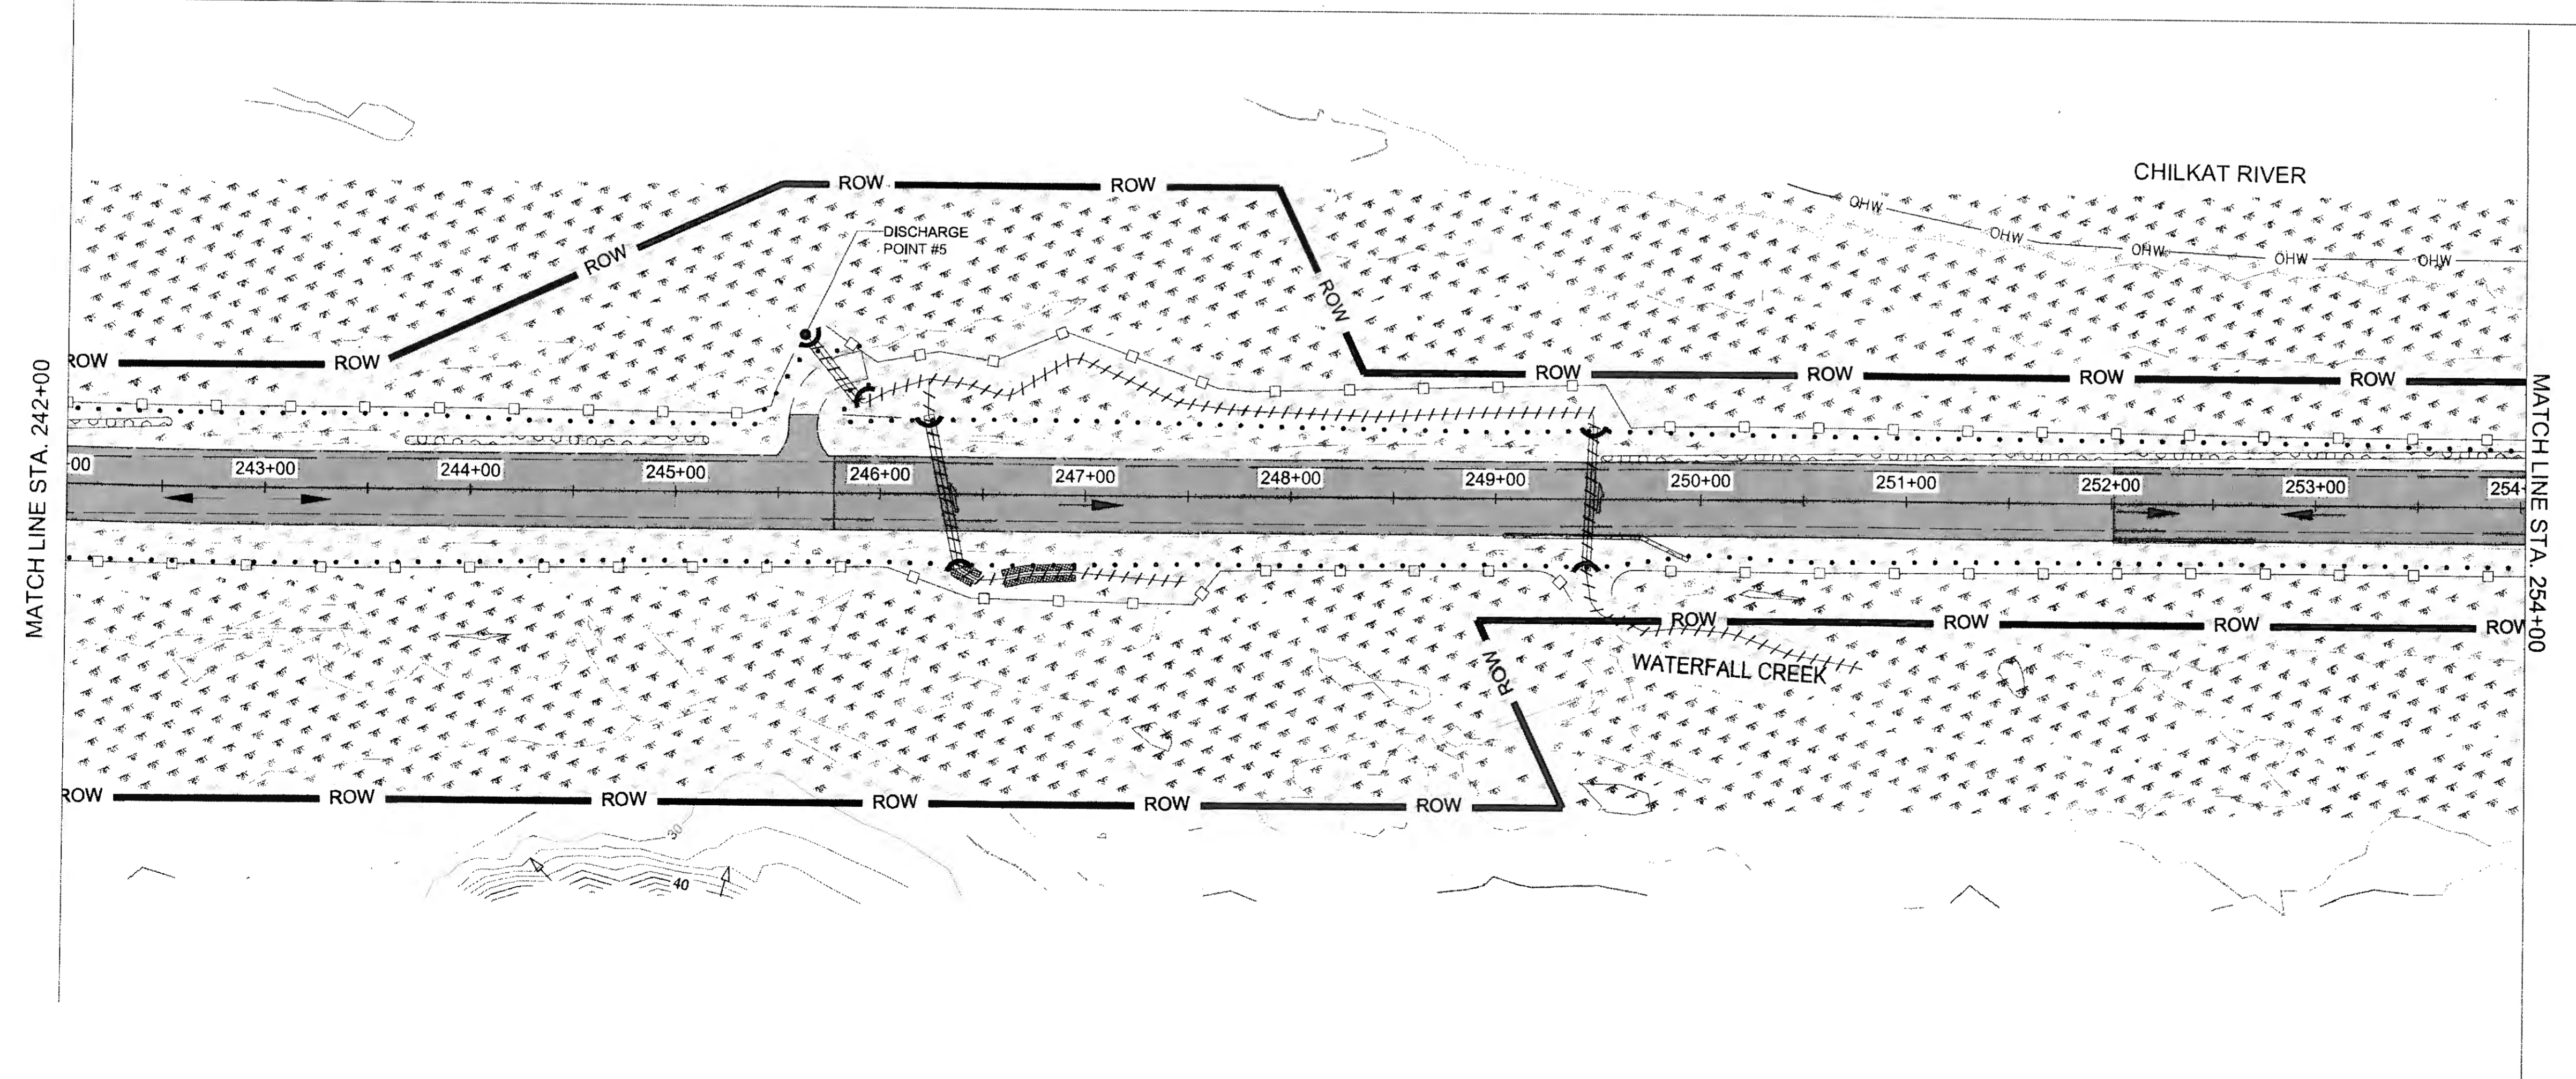 CHILKAT RIVER
ROW
ROW
OHW
DISCHARGE
POINT #5
ROW
OHW
OHW
OHW
OHW
ROW
ROW
ROW
ROW
ROW
ROW
ROW
MATCH LINE STA. 242+00
MATCH LINE STA. 254+00
00
243+00
244+00
245+00
246+00
247+00
248+00
249+00
250+00
251+00
252+00
253+00
254
ROW
ROW
ROW
ROW
ROW
WATERFALL CREEK
ROW
ROW
ROW
ROW
ROW
ROW
30
40